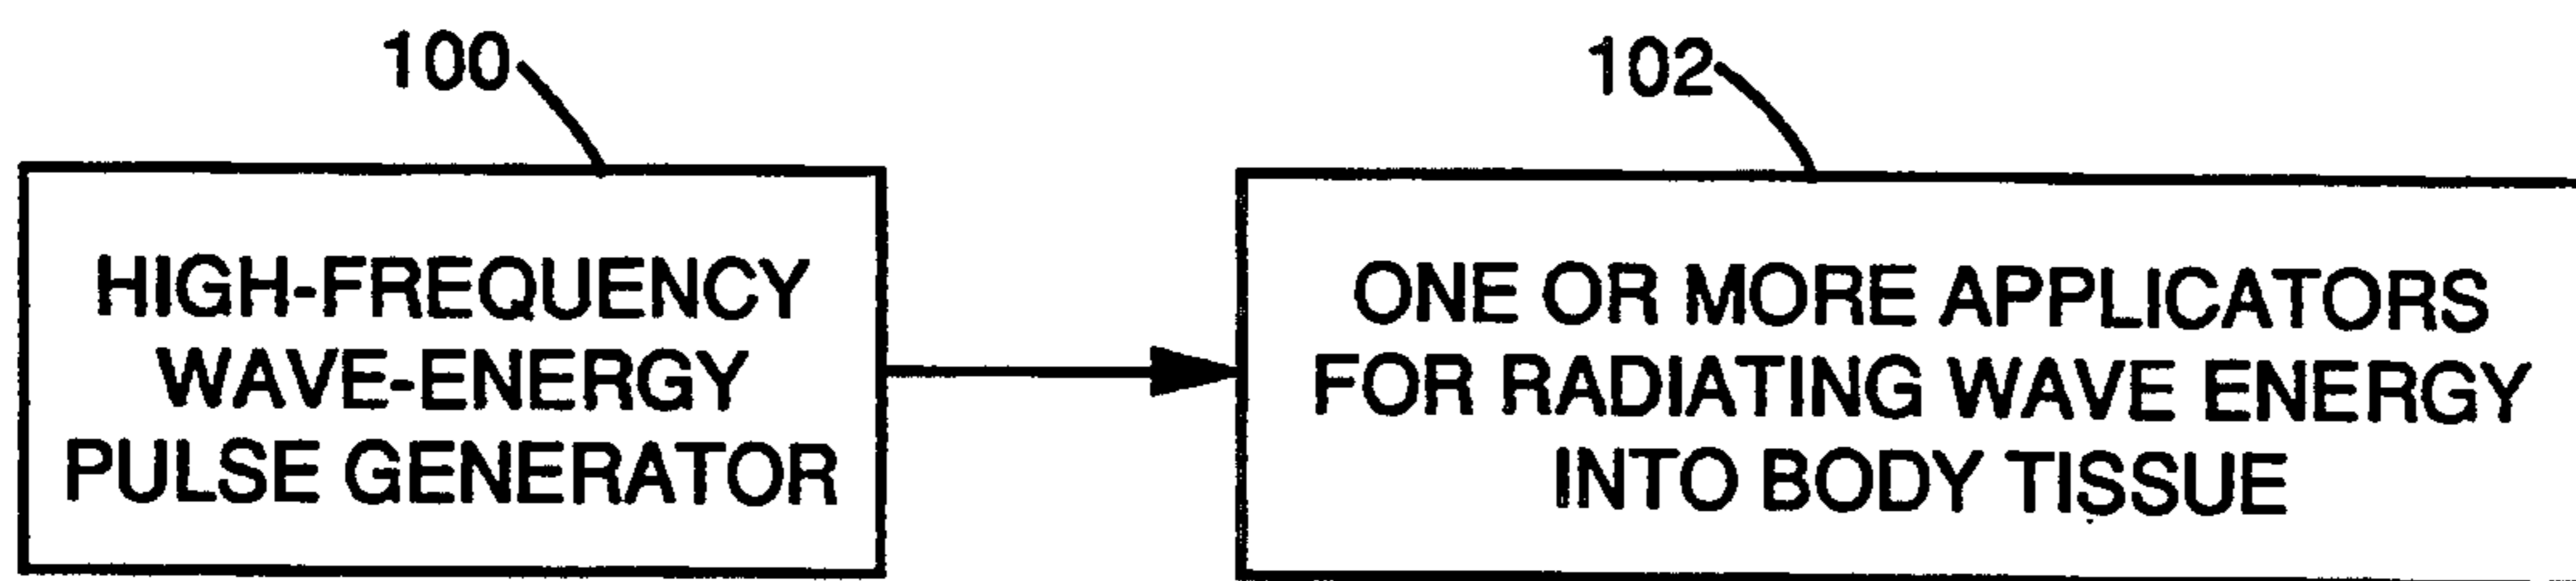 100
102
HIGH-FREQUENCY
WAVE-ENERGY
PULSE GENERATOR
ONE OR MORE APPLICATORS
FOR RADIATING WAVE ENERGY
INTO BODY TISSUE